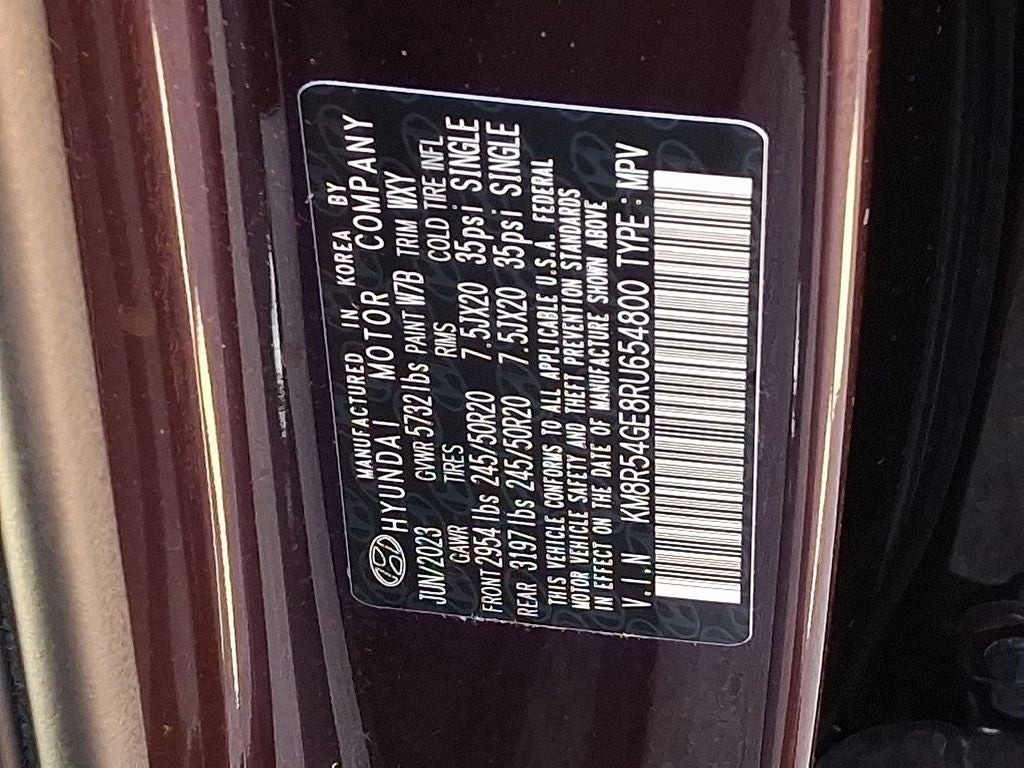 MANUFACTURED IN KOREA BY
HYUNDAI MOTOR COMPANY
JUN/2023 GVWR 5732lbs PAINT W7B TRIM WXY
GAWR TIRES RIMS COLD TIRE INFL
FRONT 2954lbs 245/50R20 7.5JX20 35psi SINGLE
REAR 3197lbs 245/50R20 7.5JX20 35psi SINGLE
THIS VEHICLE CONFORMS TO ALL APPLICABLE U.S.A. FEDERAL
MOTOR VEHICLE SAFETY AND THEFT PREVENTION STANDARDS
IN EFFECT ON THE DATE OF MANUFACTURE SHOWN ABOVE
V.I.N KM8R54GE8RU654800 TYPE : MPV